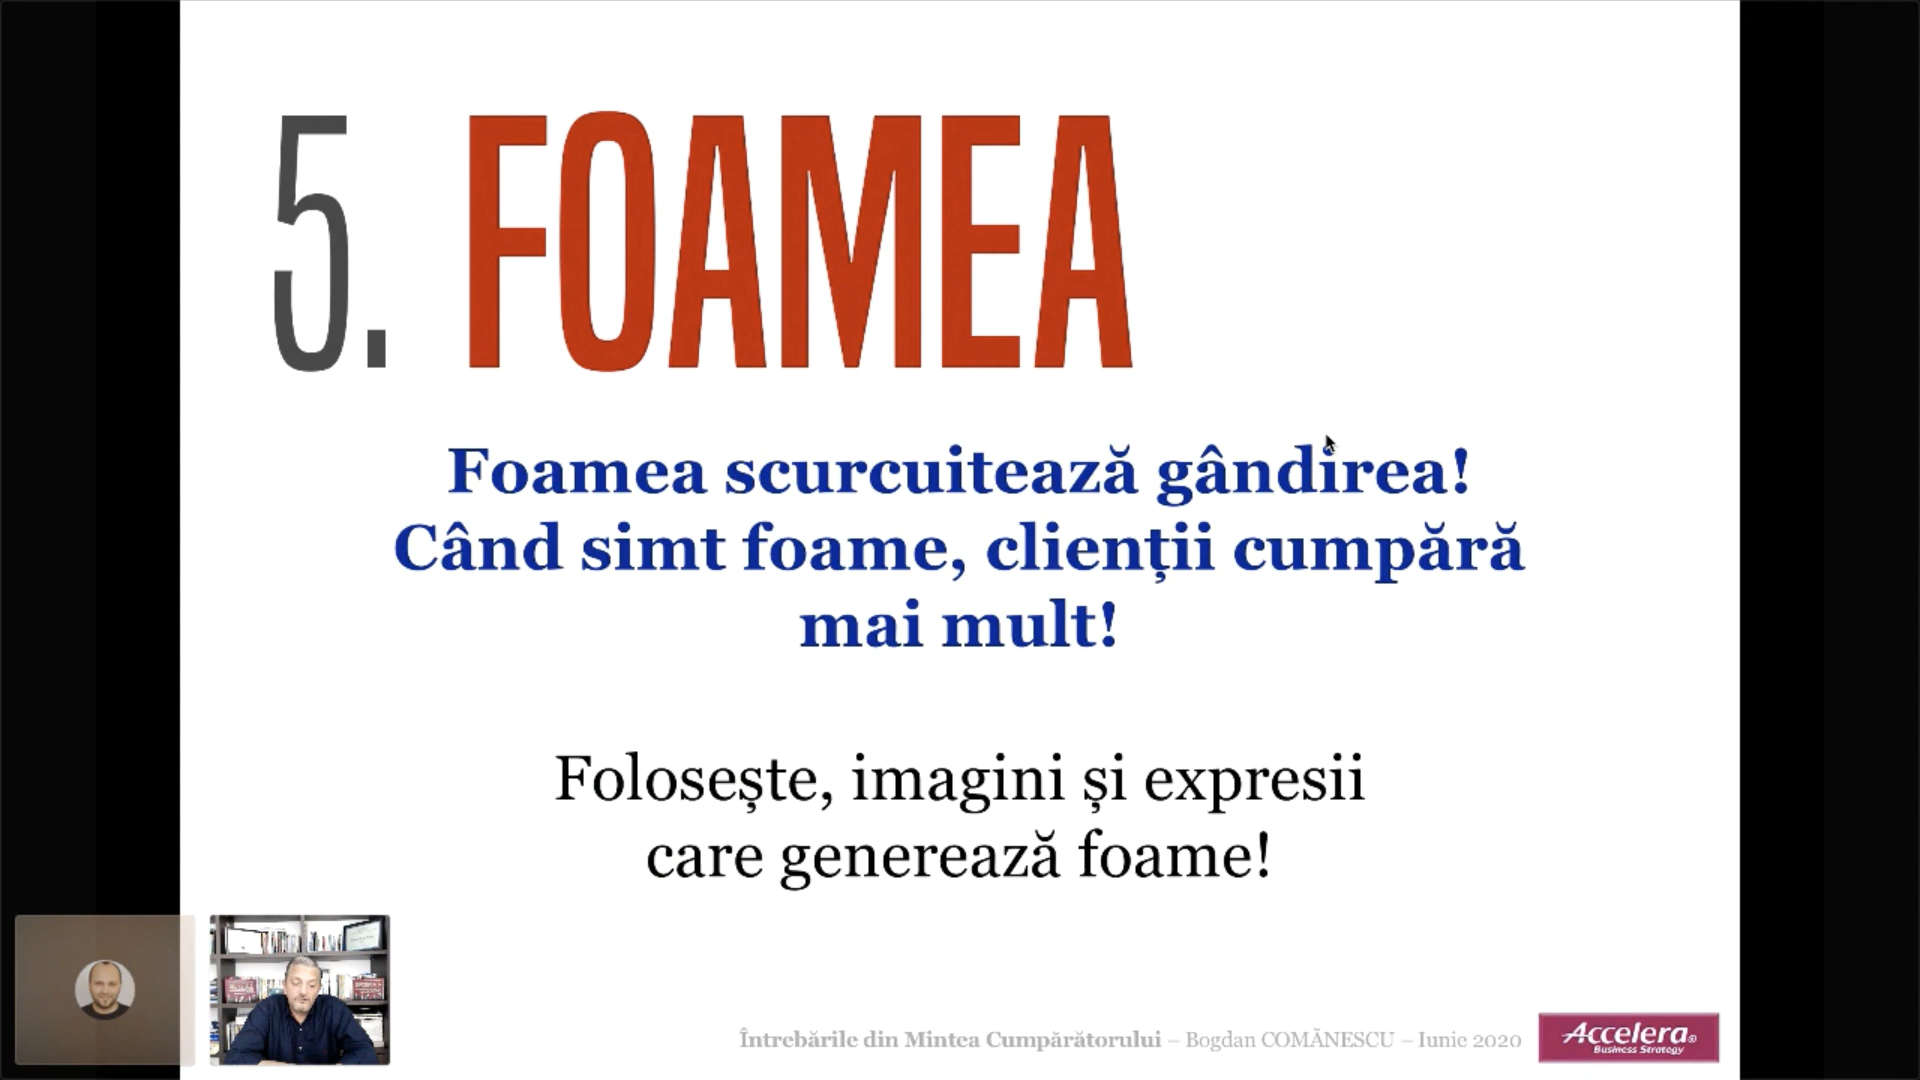 5. FOAMEA
Foamea scurcuitează gândirea!
Când simt foame, clienții cumpără
mai mult!
Folosește, imagini și expresii
care generează foame!
Întrebările din Mintea Cumpărătorului – Bogdan COMĂNESCU – Iunie 2020
Accelera®
Business Strategy